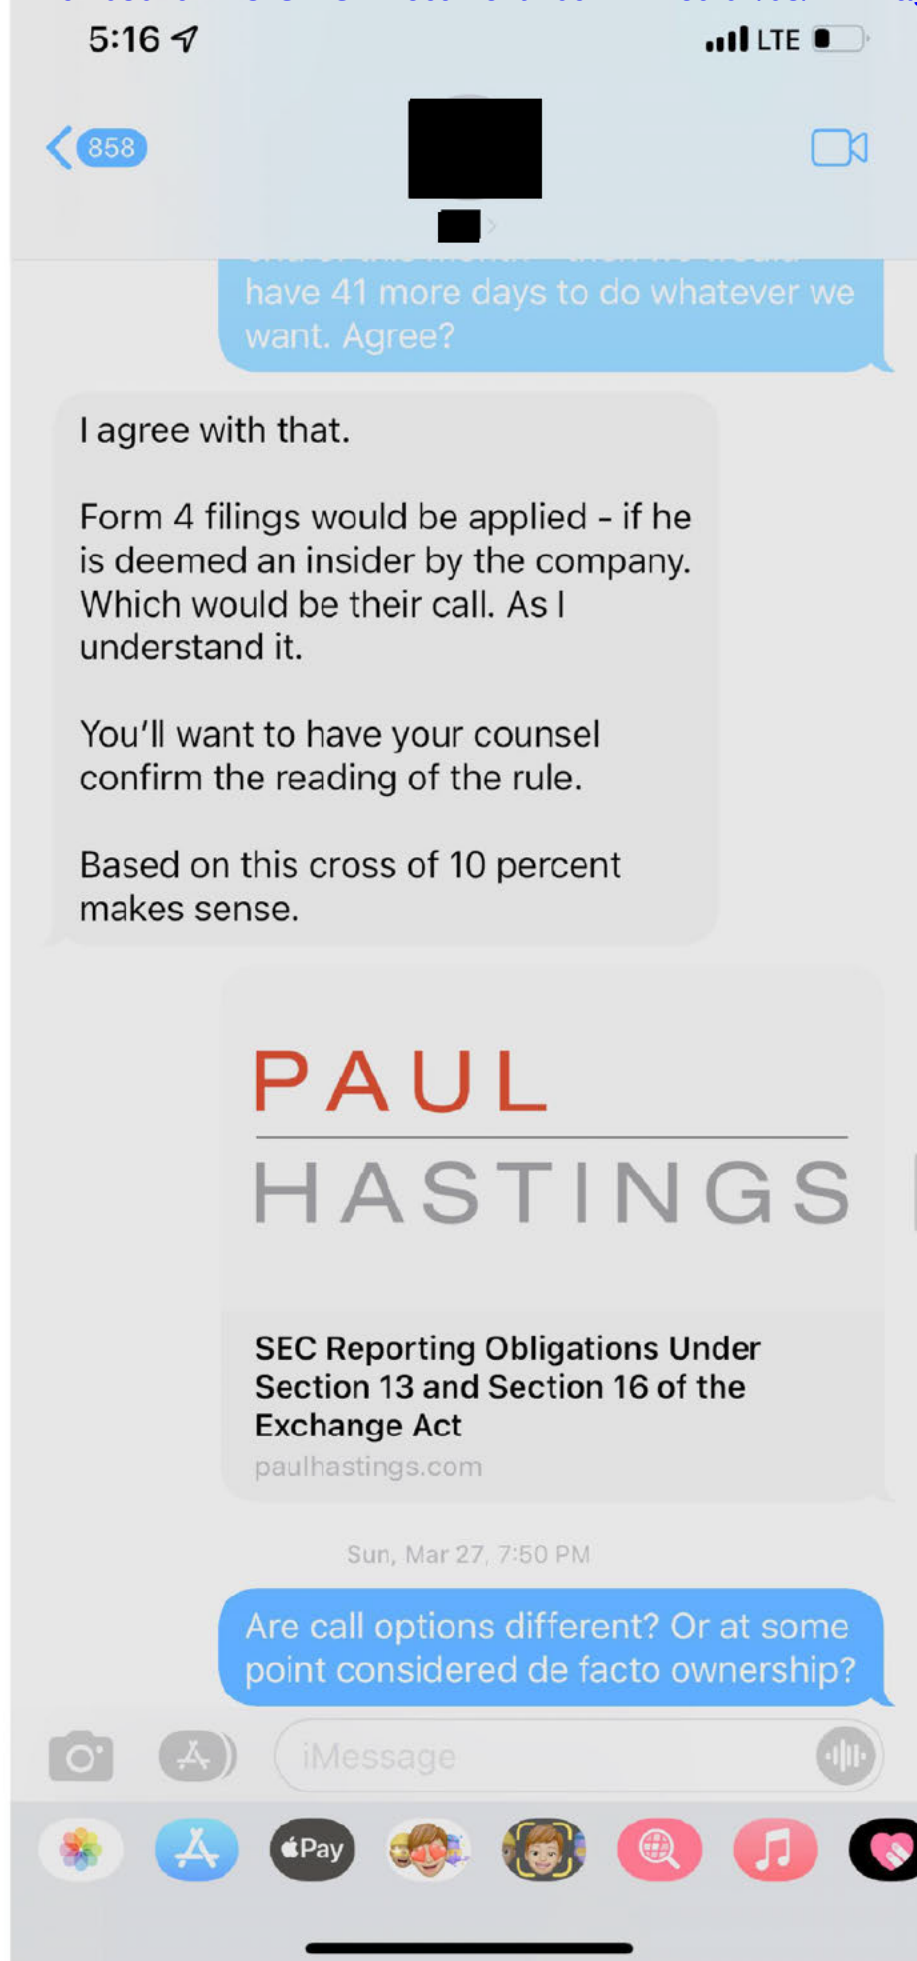 5:16
LTE
858
have 41 more days to do whatever we
want. Agree?
I agree with that.
Form 4 filings would be applied - if he
is deemed an insider by the company.
Which would be their call. As I
understand it.
You'll want to have your counsel
confirm the reading of the rule.
Based on this cross of 10 percent
makes sense.
PAUL
HASTINGS
SEC Reporting Obligations Under
Section 13 and Section 16 of the
Exchange Act
paulhastings.com
Sun, Mar 27, 7:50 PM
Are call options different? Or at some
point considered de facto ownership?
iMessage
Pay